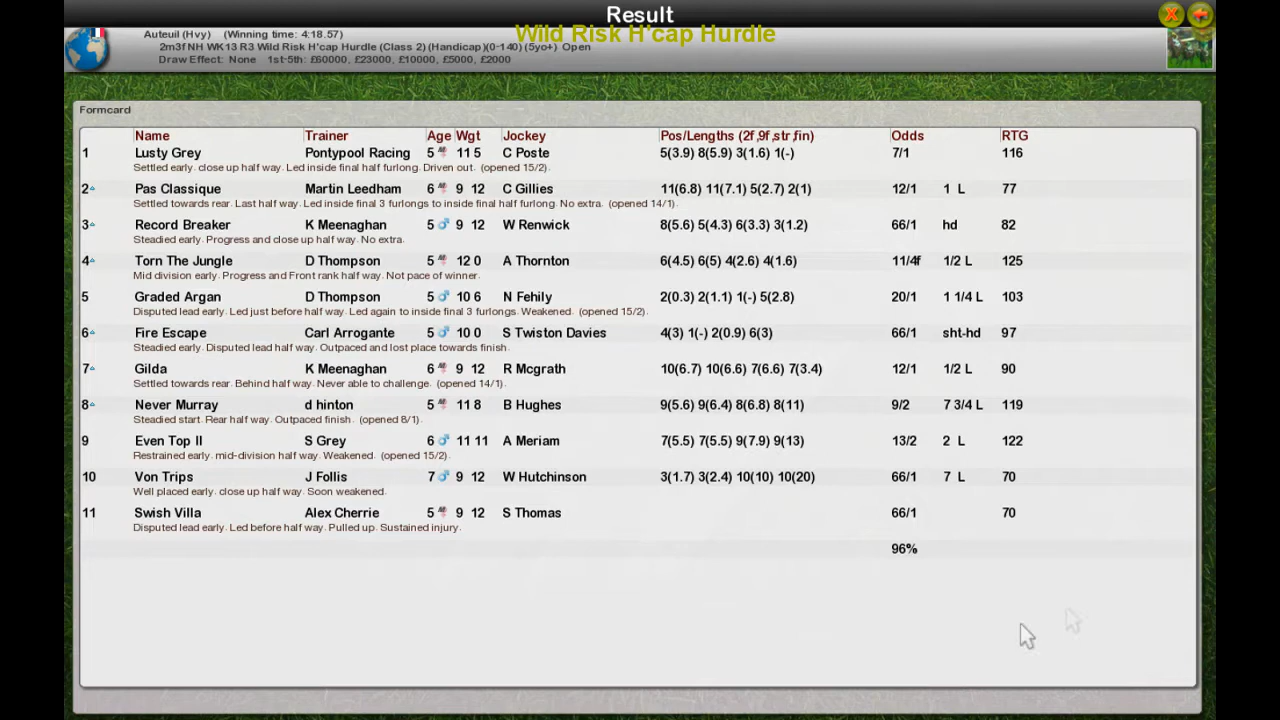 Result
Wild Risk H'cap Hurdle
Auteuil (Hvy) (Winning time: 4:18.57)
2m3f NH WK13 R3 Wild Risk H'cap Hurdle (Class 2) (Handicap)(0-140) (5yo+) Open
Draw Effect: None 1st-5th: £60000, £23000, £10000, £5000, £2000
Formcard
Name Trainer Age Wgt Jockey Pos/Lengths (2f,9f,str,fin) Odds RTG
1 Lusty Grey Pontypool Racing 5 11 5 C Poste 5(3.9) 8(5.9) 3(1.6) 1(-) 7/1 116
Settled early. close up half way. Led inside final half furlong. Driven out. (opened 15/2).
2 Pas Classique Martin Leedham 6 9 12 C Gillies 11(6.8) 11(7.1) 5(2.7) 2(1) 12/1 1 L 77
Settled towards rear. Last half way. Led inside final 3 furlongs to inside final half furlong. No extra. (opened 14/1).
3 Record Breaker K Meenaghan 5 9 12 W Renwick 8(5.6) 5(4.3) 6(3.3) 3(1.2) 66/1 hd 82
Steadied early. Progress and close up half way. No extra.
4 Torn The Jungle D Thompson 5 12 0 A Thornton 6(4.5) 6(5) 4(2.6) 4(1.6) 11/4f 1/2 L 125
Mid division early. Progress and Front rank half way. Not pace of winner.
5 Graded Argan D Thompson 5 10 6 N Fehily 2(0.3) 2(1.1) 1(-) 5(2.8) 20/1 1 1/4 L 103
Disputed lead early. Led just before half way. Led again to inside final 3 furlongs. Weakened. (opened 15/2).
6 Fire Escape Carl Arrogante 5 10 0 S Twiston Davies 4(3) 1(-) 2(0.9) 6(3) 66/1 sht-hd 97
Steadied early. Disputed lead half way. Outpaced and lost place towards finish.
7 Gilda K Meenaghan 6 9 12 R Mcgrath 10(6.7) 10(6.6) 7(6.6) 7(3.4) 12/1 1/2 L 90
Settled towards rear. Behind half way. Never able to challenge. (opened 14/1).
8 Never Murray d hinton 5 11 8 B Hughes 9(5.6) 9(6.4) 8(6.8) 8(11) 9/2 7 3/4 L 119
Steadied start. Rear half way. Outpaced finish. (opened 8/1).
9 Even Top II S Grey 6 11 11 A Meriam 7(5.5) 7(5.5) 9(7.9) 9(13) 13/2 2 L 122
Restrained early. mid-division half way. Weakened. (opened 15/2).
10 Von Trips J Follis 7 9 12 W Hutchinson 3(1.7) 3(2.4) 10(10) 10(20) 66/1 7 L 70
Well placed early. close up half way. Soon weakened.
11 Swish Villa Alex Cherrie 5 9 12 S Thomas 66/1 70
Disputed lead early. Led before half way. Pulled up. Sustained injury.
96%